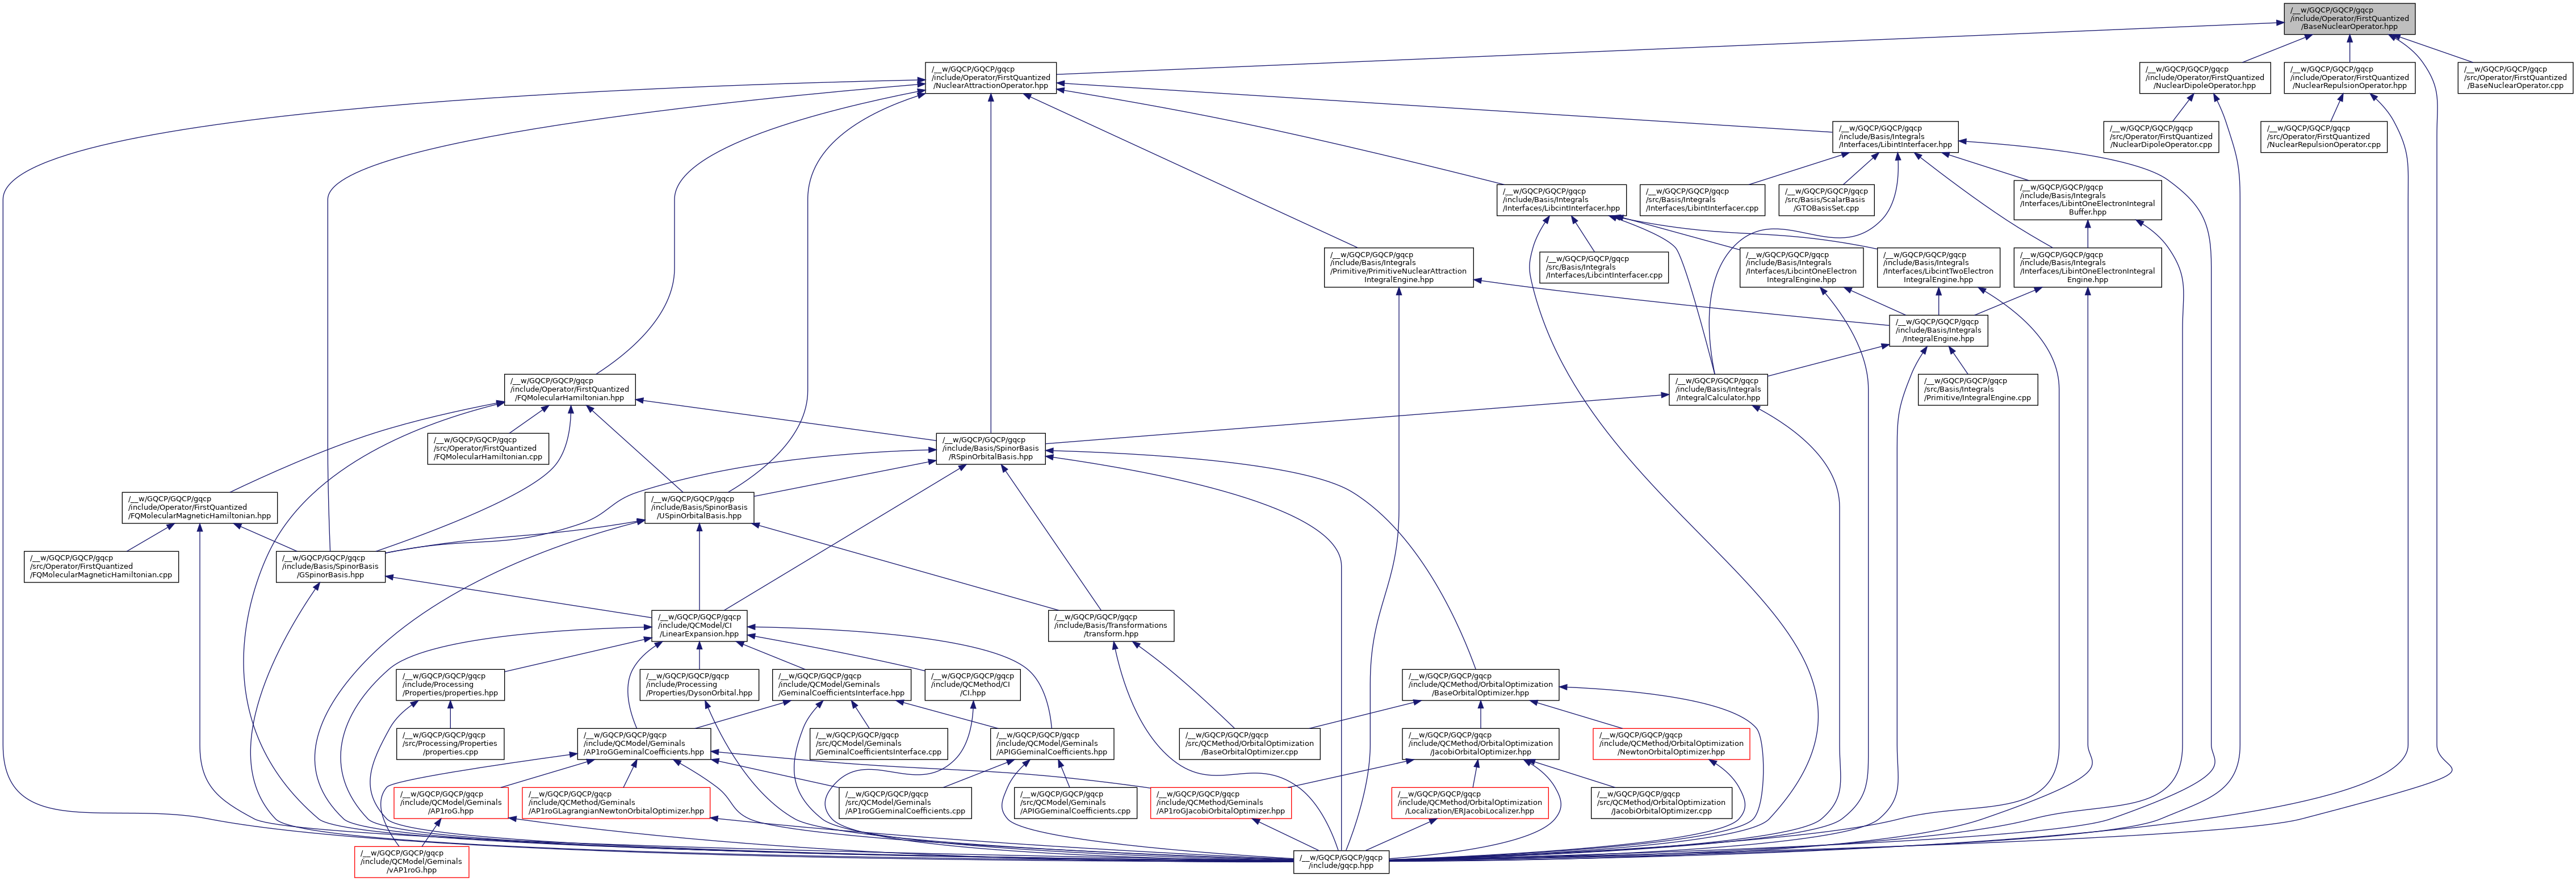 /__w/GQCP/GQCP/gqcp
/include/Operator/FirstQuantized
/BaseNuclearOperator.hpp
/__w/GQCP/GQCP/gqcp
/include/Operator/FirstQuantized
/NuclearAttractionOperator.hpp
/__w/GQCP/GQCP/gqcp
/include/Operator/FirstQuantized
/NuclearDipoleOperator.hpp
/__w/GQCP/GQCP/gqcp
/include/Operator/FirstQuantized
/NuclearRepulsionOperator.hpp
/__w/GQCP/GQCP/gqcp
/src/Operator/FirstQuantized
/BaseNuclearOperator.cpp
/__w/GQCP/GQCP/gqcp
/include/Basis/Integrals
/Interfaces/LibintInterfacer.hpp
/__w/GQCP/GQCP/gqcp
/src/Operator/FirstQuantized
/NuclearDipoleOperator.cpp
/__w/GQCP/GQCP/gqcp
/src/Operator/FirstQuantized
/NuclearRepulsionOperator.cpp
/__w/GQCP/GQCP/gqcp
/include/Basis/Integrals
/Interfaces/LibcintInterfacer.hpp
/__w/GQCP/GQCP/gqcp
/src/Basis/Integrals
/Interfaces/LibintInterfacer.cpp
/__w/GQCP/GQCP/gqcp
/src/Basis/ScalarBasis
/GTOBasisSet.cpp
/__w/GQCP/GQCP/gqcp
/include/Basis/Integrals
/Interfaces/LibintOneElectronIntegral
Buffer.hpp
/__w/GQCP/GQCP/gqcp
/include/Basis/Integrals
/Primitive/PrimitiveNuclearAttraction
IntegralEngine.hpp
/__w/GQCP/GQCP/gqcp
/src/Basis/Integrals
/Interfaces/LibcintInterfacer.cpp
/__w/GQCP/GQCP/gqcp
/include/Basis/Integrals
/Interfaces/LibcintOneElectron
IntegralEngine.hpp
/__w/GQCP/GQCP/gqcp
/include/Basis/Integrals
/Interfaces/LibcintTwoElectron
IntegralEngine.hpp
/__w/GQCP/GQCP/gqcp
/include/Basis/Integrals
/Interfaces/LibintOneElectronIntegral
Engine.hpp
/__w/GQCP/GQCP/gqcp
/include/Basis/Integrals
/IntegralEngine.hpp
/__w/GQCP/GQCP/gqcp
/include/Operator/FirstQuantized
/FQMolecularHamiltonian.hpp
/__w/GQCP/GQCP/gqcp
/include/Basis/Integrals
/IntegralCalculator.hpp
/__w/GQCP/GQCP/gqcp
/src/Basis/Integrals
/Primitive/IntegralEngine.cpp
/__w/GQCP/GQCP/gqcp
/src/Operator/FirstQuantized
/FQMolecularHamiltonian.cpp
/__w/GQCP/GQCP/gqcp
/include/Basis/SpinorBasis
/RSpinOrbitalBasis.hpp
/__w/GQCP/GQCP/gqcp
/include/Operator/FirstQuantized
/FQMolecularMagneticHamiltonian.hpp
/__w/GQCP/GQCP/gqcp
/include/Basis/SpinorBasis
/USpinOrbitalBasis.hpp
/__w/GQCP/GQCP/gqcp
/src/Operator/FirstQuantized
/FQMolecularMagneticHamiltonian.cpp
/__w/GQCP/GQCP/gqcp
/include/Basis/SpinorBasis
/GSpinorBasis.hpp
/__w/GQCP/GQCP/gqcp
/include/QCModel/CI
/LinearExpansion.hpp
/__w/GQCP/GQCP/gqcp
/include/Basis/Transformations
/transform.hpp
/__w/GQCP/GQCP/gqcp
/include/Processing
/Properties/properties.hpp
/__w/GQCP/GQCP/gqcp
/include/Processing
/Properties/DysonOrbital.hpp
/__w/GQCP/GQCP/gqcp
/include/QCModel/Geminals
/GeminalCoefficientsInterface.hpp
/__w/GQCP/GQCP/gqcp
/include/QCMethod/CI
/CI.hpp
/__w/GQCP/GQCP/gqcp
/include/QCMethod/OrbitalOptimization
/BaseOrbitalOptimizer.hpp
/__w/GQCP/GQCP/gqcp
/src/Processing/Properties
/properties.cpp
/__w/GQCP/GQCP/gqcp
/include/QCModel/Geminals
/AP1roGGeminalCoefficients.hpp
/__w/GQCP/GQCP/gqcp
/src/QCModel/Geminals
/GeminalCoefficientsInterface.cpp
/__w/GQCP/GQCP/gqcp
/include/QCModel/Geminals
/APIGGeminalCoefficients.hpp
/__w/GQCP/GQCP/gqcp
/src/QCMethod/OrbitalOptimization
/BaseOrbitalOptimizer.cpp
/__w/GQCP/GQCP/gqcp
/include/QCMethod/OrbitalOptimization
/JacobiOrbitalOptimizer.hpp
/__w/GQCP/GQCP/gqcp
/include/QCMethod/OrbitalOptimization
/NewtonOrbitalOptimizer.hpp
/__w/GQCP/GQCP/gqcp
/include/QCModel/Geminals
/AP1roG.hpp
/__w/GQCP/GQCP/gqcp
/include/QCMethod/Geminals
/AP1roGLagrangianNewtonOrbitalOptimizer.hpp
/__w/GQCP/GQCP/gqcp
/src/QCModel/Geminals
/AP1roGGeminalCoefficients.cpp
/__w/GQCP/GQCP/gqcp
/src/QCModel/Geminals
/APIGGeminalCoefficients.cpp
/__w/GQCP/GQCP/gqcp
/include/QCMethod/Geminals
/AP1roGJacobiOrbitalOptimizer.hpp
/__w/GQCP/GQCP/gqcp
/include/QCMethod/OrbitalOptimization
/Localization/ERJacobiLocalizer.hpp
/__w/GQCP/GQCP/gqcp
/src/QCMethod/OrbitalOptimization
/JacobiOrbitalOptimizer.cpp
/__w/GQCP/GQCP/gqcp
/include/QCModel/Geminals
/vAP1roG.hpp
/__w/GQCP/GQCP/gqcp
/include/gqcp.hpp